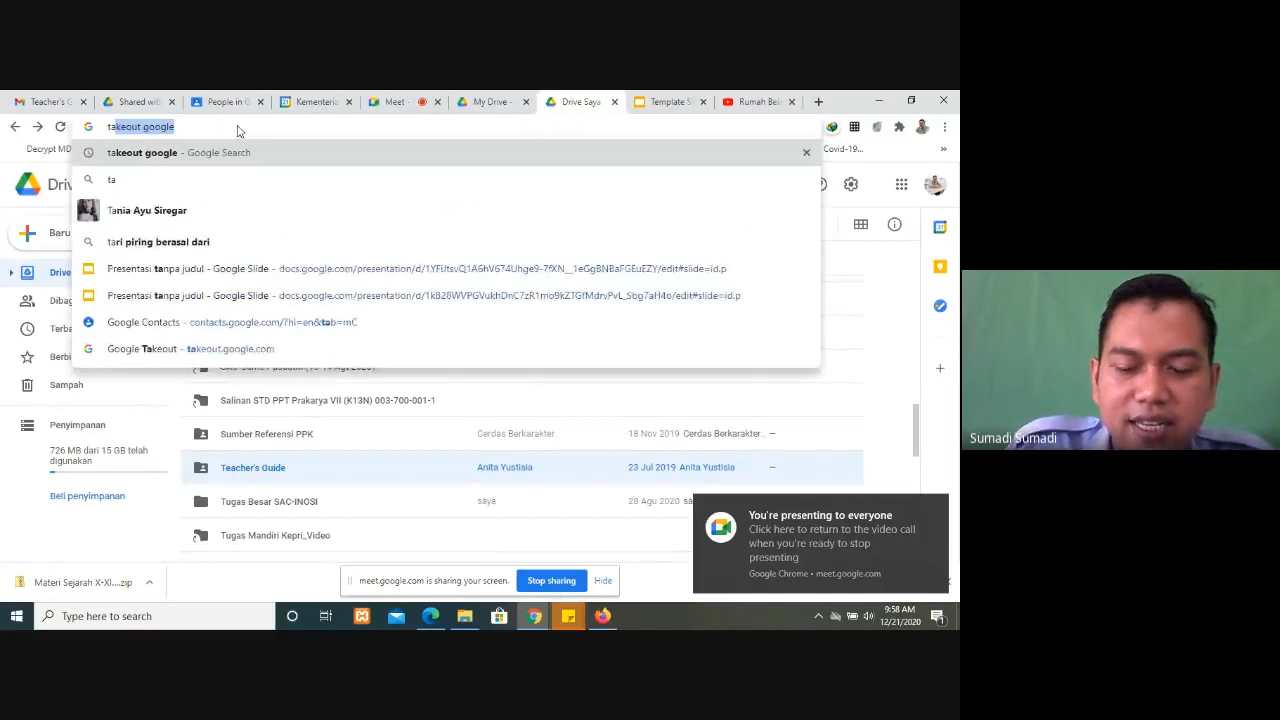 Teacher's G
Shared with
People in G
Kementeria
Meet -
My Drive -
Drive Saya
Template S
Rumah Bela
takeout google
Decrypt MD
Covid-19...
takeout google - Google Search
ta
Tania Ayu Siregar
tari piring berasal dari
Presentasi tanpa judul - Google Slide
Presentasi tanpa judul - Google Slide
Google Contacts - contacts.google.com/?hl=en&tab=mC
Google Takeout - takeout.google.com
Driv
Baru
Drive
Dibag
Terba
Berbi
Sampah
Penyimpanan
726 MB dari 15 GB telah
digunakan
Beli penyimpanan
Salinan STD PPT Prakarya VII (K13N) 003-700-001-1
Sumber Referensi PPK Cerdas Berkarakter 18 Nov 2019 Cerdas Berkarakter... —
Teacher's Guide Anita Yustisia 23 Jul 2019 Anita Yustisia —
Tugas Besar SAC-INOSI saya 28 Agu 2020 sa
Tugas Mandiri Kepri_Video
You're presenting to everyone
Click here to return to the video call
when you're ready to stop
presenting
Google Chrome • meet.google.com
Materi Sejarah X-XI....zip
meet.google.com is sharing your screen.
Stop sharing
Hide
Type here to search
9:58 AM
12/21/2020
Sumadi Sumadi